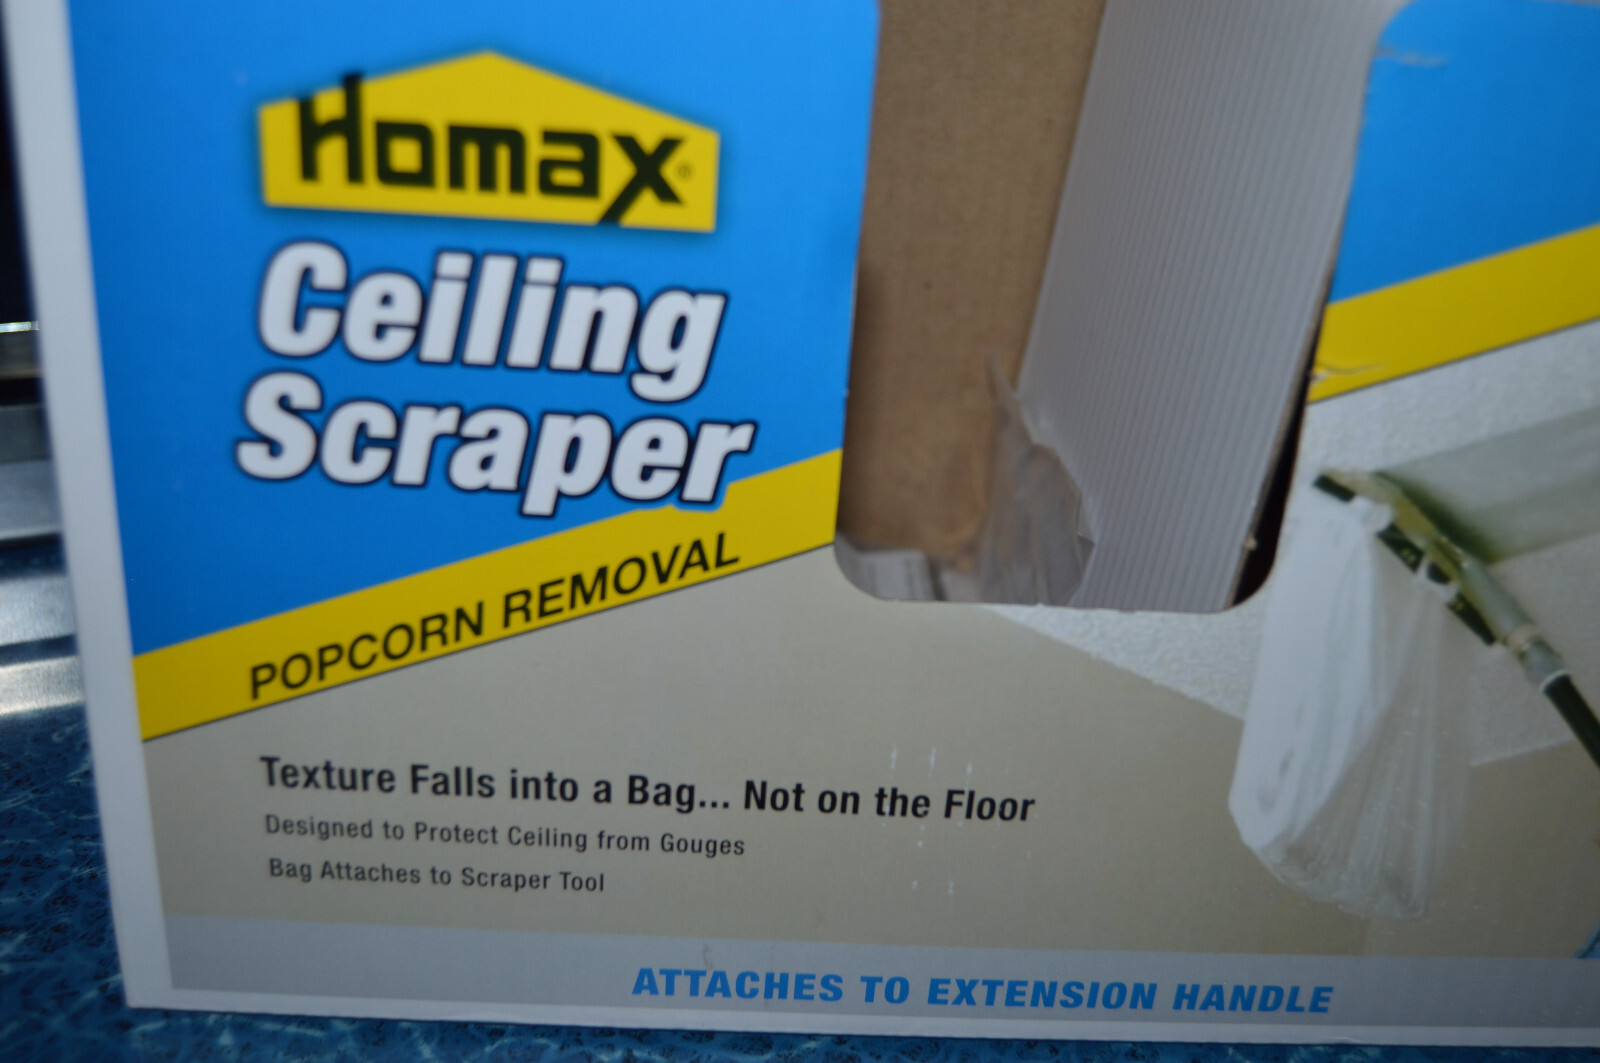 Homax®
Ceiling
Scraper
POPCORN REMOVAL
Texture Falls into a Bag... Not on the Floor
Designed to Protect Ceiling from Gouges
Bag Attaches to Scraper Tool
ATTACHES TO EXTENSION HANDLE